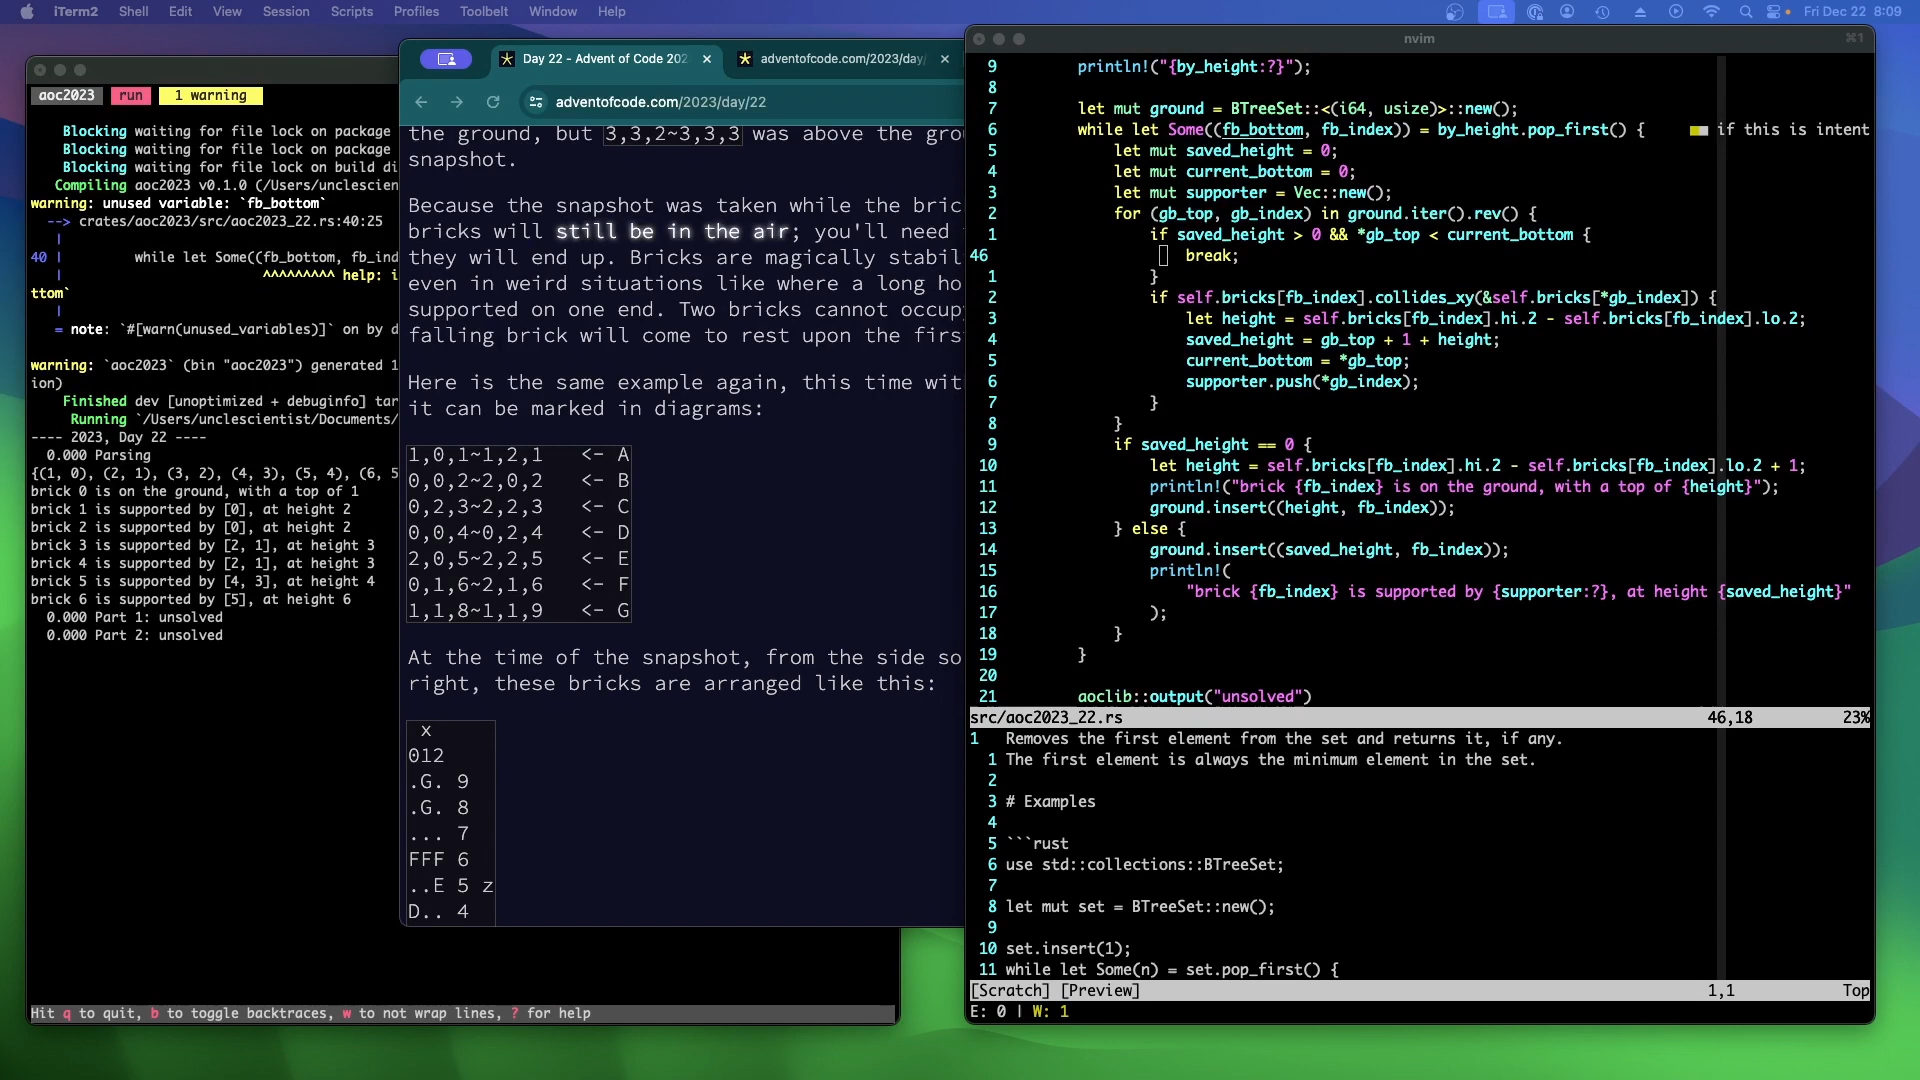 iTerm2 Shell Edit View Session Scripts Profiles Toolbelt Window Help Fri Dec 22 8:09
aoc2023 run 1 warning
Blocking waiting for file lock on package
Blocking waiting for file lock on package
Blocking waiting for file lock on build di
Compiling aoc2023 v0.1.0 (/Users/unclescien
warning: unused variable: `fb_bottom`
--> crates/aoc2023/src/aoc2023_22.rs:40:25
|
40 | while let Some((fb_bottom, fb_ind
| ^^^^^^^^^ help: i
ttom`
|
= note: `#[warn(unused_variables)]` on by d
warning: `aoc2023` (bin "aoc2023") generated 1
ion)
Finished dev [unoptimized + debuginfo] tar
Running `/Users/unclescientist/Documents/
---- 2023, Day 22 ----
0.000 Parsing
{(1, 0), (2, 1), (3, 2), (4, 3), (5, 4), (6, 5
brick 0 is on the ground, with a top of 1
brick 1 is supported by [0], at height 2
brick 2 is supported by [0], at height 2
brick 3 is supported by [2, 1], at height 3
brick 4 is supported by [2, 1], at height 3
brick 5 is supported by [4, 3], at height 4
brick 6 is supported by [5], at height 6
0.000 Part 1: unsolved
0.000 Part 2: unsolved
Hit q to quit, b to toggle backtraces, w to not wrap lines, ? for help
Day 22 - Advent of Code 202 adventofcode.com/2023/day/
adventofcode.com/2023/day/22
the ground, but 3,3,2~3,3,3 was above the gro
snapshot.
Because the snapshot was taken while the bric
bricks will still be in the air; you'll need
they will end up. Bricks are magically stabil
even in weird situations like where a long ho
supported on one end. Two bricks cannot occup
falling brick will come to rest upon the firs
Here is the same example again, this time wit
it can be marked in diagrams:
1,0,1~1,2,1 <- A
0,0,2~2,0,2 <- B
0,2,3~2,2,3 <- C
0,0,4~0,2,4 <- D
2,0,5~2,2,5 <- E
0,1,6~2,1,6 <- F
1,1,8~1,1,9 <- G
At the time of the snapshot, from the side so
right, these bricks are arranged like this:
x
012
.G. 9
.G. 8
... 7
FFF 6
..E 5 z
D.. 4
nvim ⌘1
9 println!("{by_height:?}");
8
7 let mut ground = BTreeSet::<(i64, usize)>::new();
6 while let Some((fb_bottom, fb_index)) = by_height.pop_first() { if this is intent
5 let mut saved_height = 0;
4 let mut current_bottom = 0;
3 let mut supporter = Vec::new();
2 for (gb_top, gb_index) in ground.iter().rev() {
1 if saved_height > 0 && *gb_top < current_bottom {
46 break;
1 }
2 if self.bricks[fb_index].collides_xy(&self.bricks[*gb_index]) {
3 let height = self.bricks[fb_index].hi.2 - self.bricks[fb_index].lo.2;
4 saved_height = gb_top + 1 + height;
5 current_bottom = *gb_top;
6 supporter.push(*gb_index);
7 }
8 }
9 if saved_height == 0 {
10 let height = self.bricks[fb_index].hi.2 - self.bricks[fb_index].lo.2 + 1;
11 println!("brick {fb_index} is on the ground, with a top of {height}");
12 ground.insert((height, fb_index));
13 } else {
14 ground.insert((saved_height, fb_index));
15 println!(
16 "brick {fb_index} is supported by {supporter:?}, at height {saved_height}"
17 );
18 }
19 }
20
21 aoclib::output("unsolved")
src/aoc2023_22.rs 46,18 23%
1 Removes the first element from the set and returns it, if any.
1 The first element is always the minimum element in the set.
2
3 # Examples
4
5 ```rust
6 use std::collections::BTreeSet;
7
8 let mut set = BTreeSet::new();
9
10 set.insert(1);
11 while let Some(n) = set.pop_first() {
[Scratch] [Preview] 1,1 Top
E: 0 | W: 1